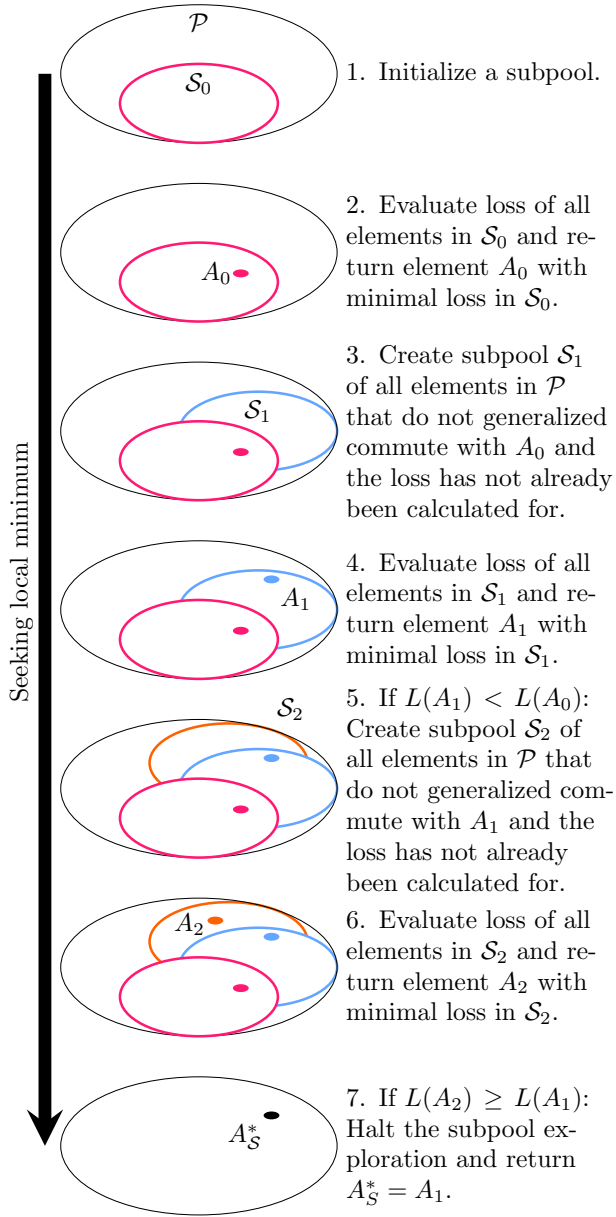 𝒫
𝒮₀
1. Initialize a subpool.
A₀
2. Evaluate loss of all
elements in 𝒮₀ and re-
turn element A₀ with
minimal loss in 𝒮₀.
𝒮₁
3. Create subpool 𝒮₁
of all elements in 𝒫
that do not generalized
commute with A₀ and
the loss has not already
been calculated for.
A₁
4. Evaluate loss of all
elements in 𝒮₁ and re-
turn element A₁ with
minimal loss in 𝒮₁.
Seeking local minimum
𝒮₂
5. If L(A₁) < L(A₀):
Create subpool 𝒮₂ of
all elements in 𝒫 that
do not generalized com-
mute with A₁ and the
loss has not already
been calculated for.
A₂
6. Evaluate loss of all
elements in 𝒮₂ and re-
turn element A₂ with
minimal loss in 𝒮₂.
A*_𝒮
7. If L(A₂) ≥ L(A₁):
Halt the subpool ex-
ploration and return
A*_S = A₁.